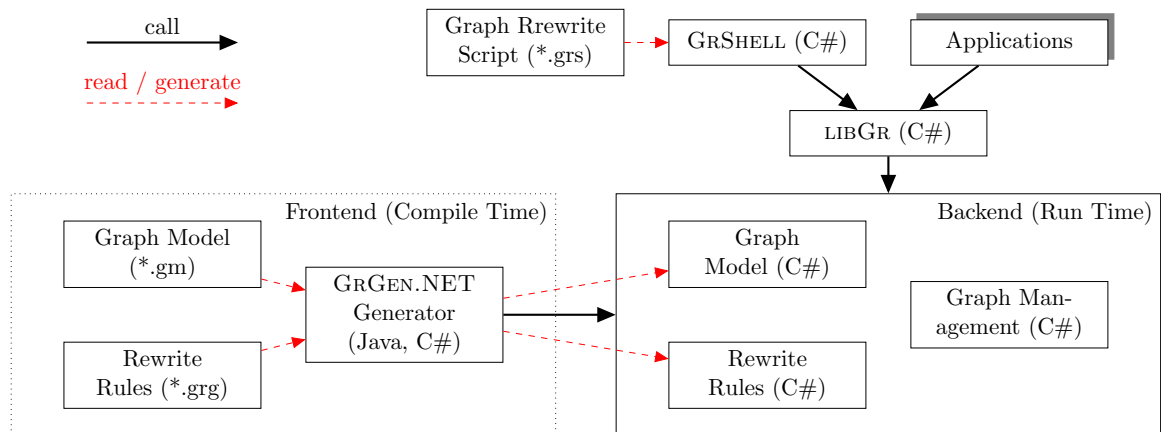 call
read / generate
Graph Rrewrite
Script (*.grs)
GrShell (C#)
Applications
libGr (C#)
Frontend (Compile Time)
Graph Model
(*.gm)
GrGen.NET
Generator
(Java, C#)
Rewrite
Rules (*.grg)
Backend (Run Time)
Graph
Model (C#)
Graph Man-
agement (C#)
Rewrite
Rules (C#)